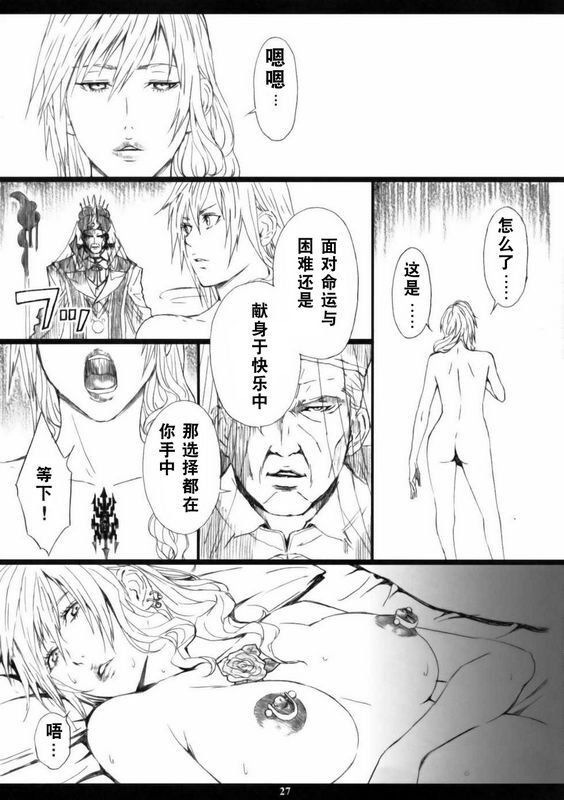 嗯嗯
…
怎么了……
这是……
面对命运与
困难还是
献身于快乐中
フッ！
那选择都在
你手中
等下！
唔…
27